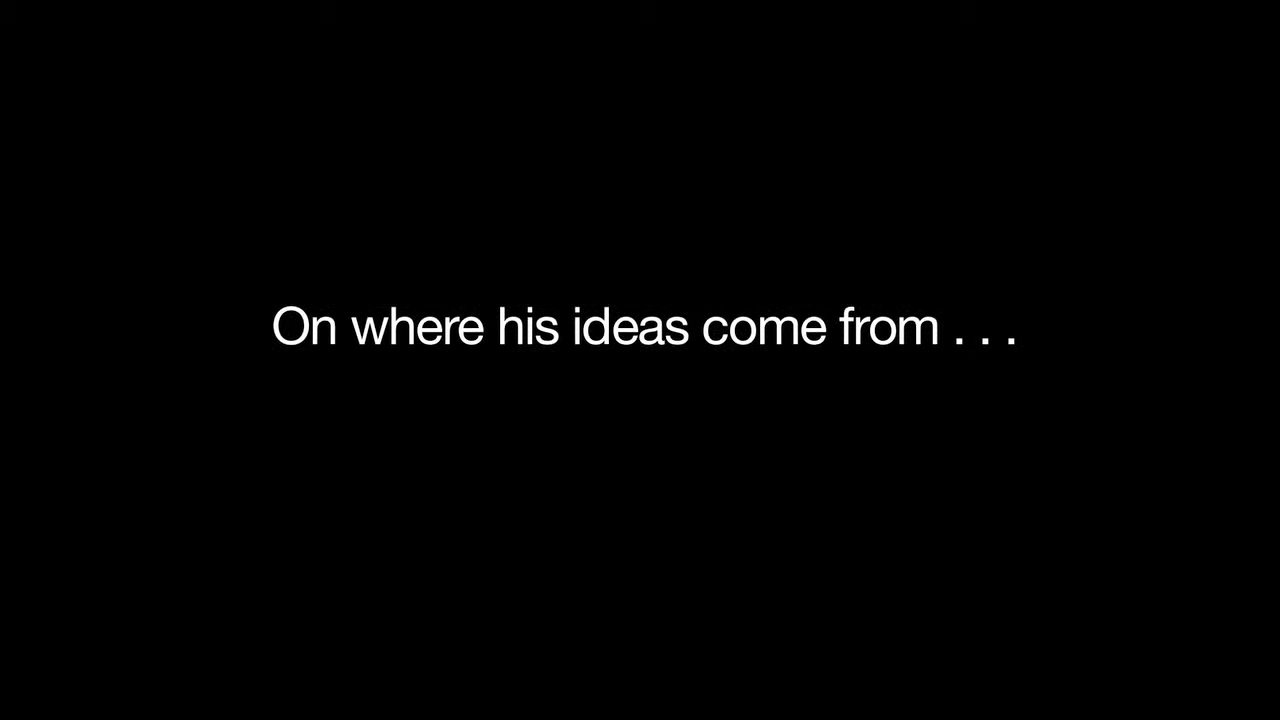 On where his ideas come from . . .